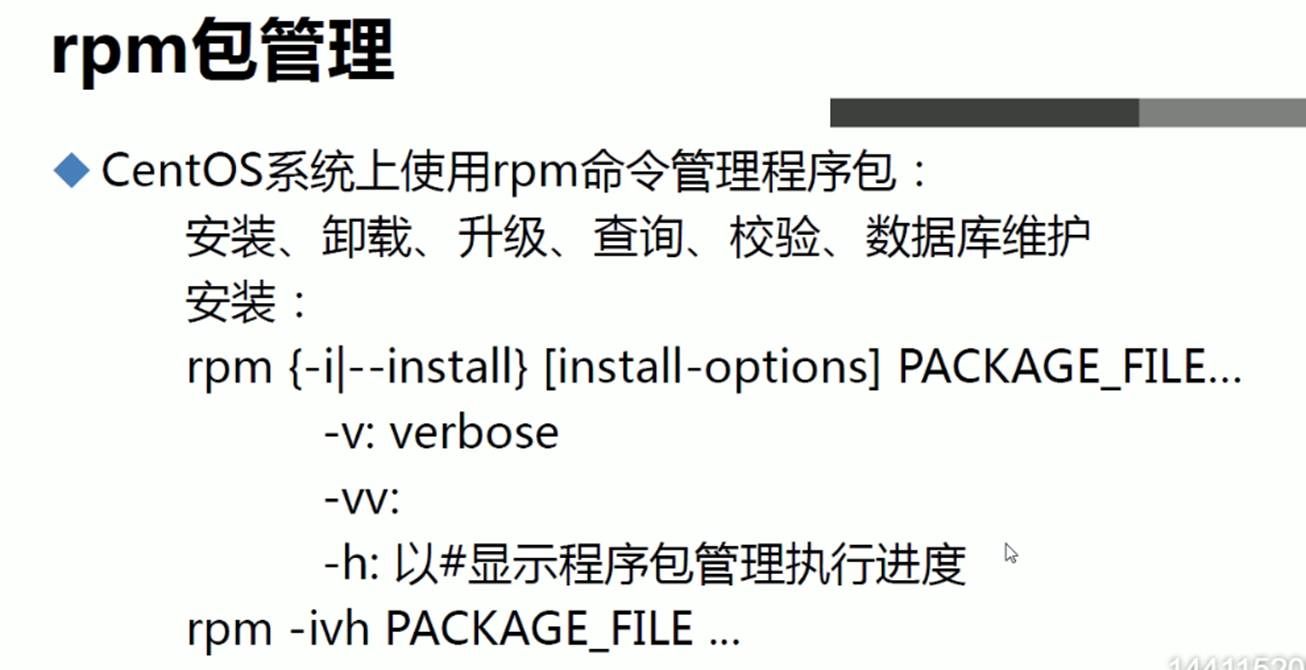 rpm包管理
CentOS系统上使用rpm命令管理程序包：
安装、卸载、升级、查询、校验、数据库维护
安装：
rpm {-i|--install} [install-options] PACKAGE_FILE…
-v: verbose
-vv:
-h: 以#显示程序包管理执行进度
rpm -ivh PACKAGE_FILE ...